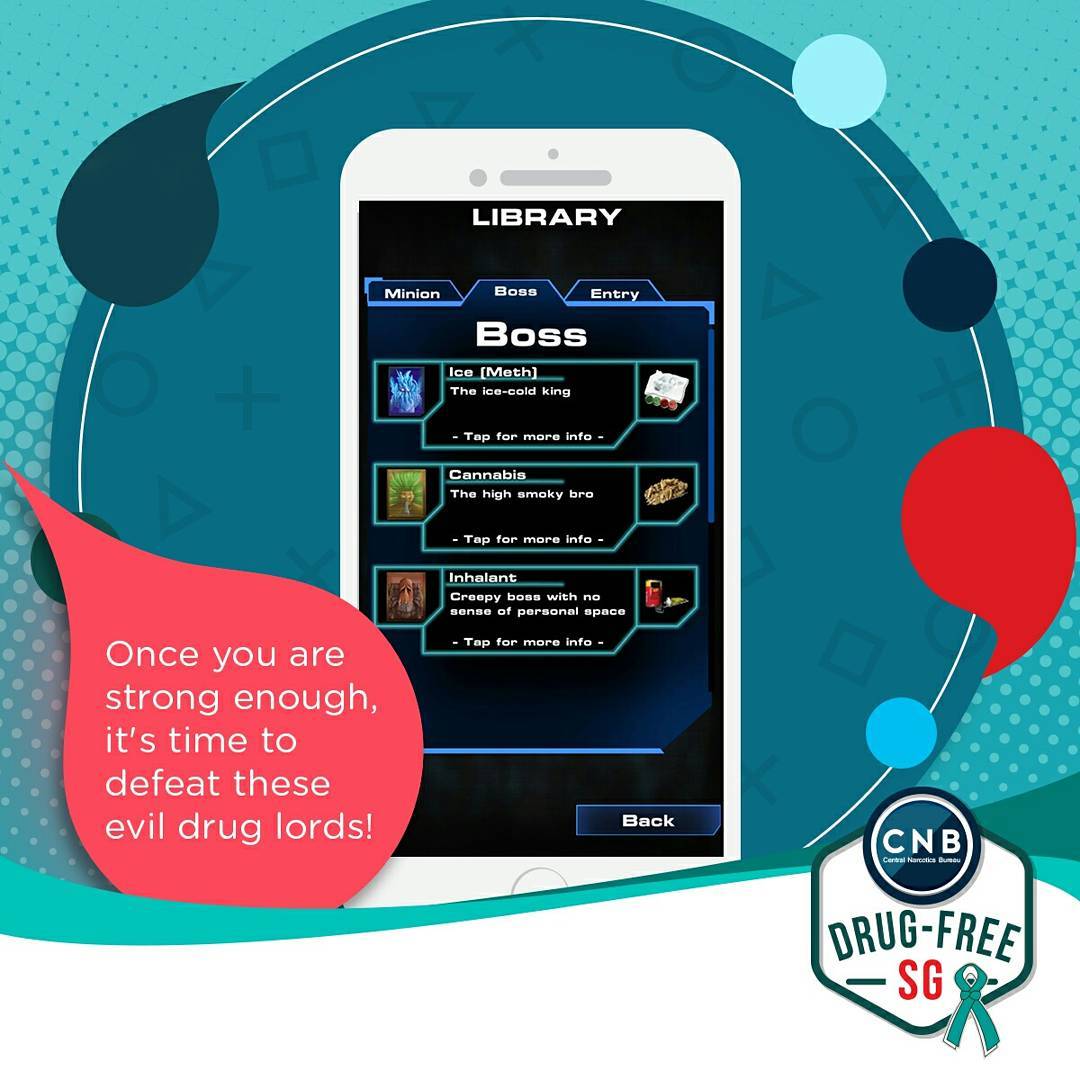 LIBRARY
Minion
Boss
Entry
Boss
Ice (Meth)
The ice-cold king
- Tap for more info -
Cannabis
The high smoky bro
- Tap for more info -
Inhalant
Creepy boss with no
sense of personal space
- Tap for more info -
Back
Once you are
strong enough,
it's time to
defeat these
evil drug lords!
CNB
Central Narcotics Bureau
DRUG-FREE
SG